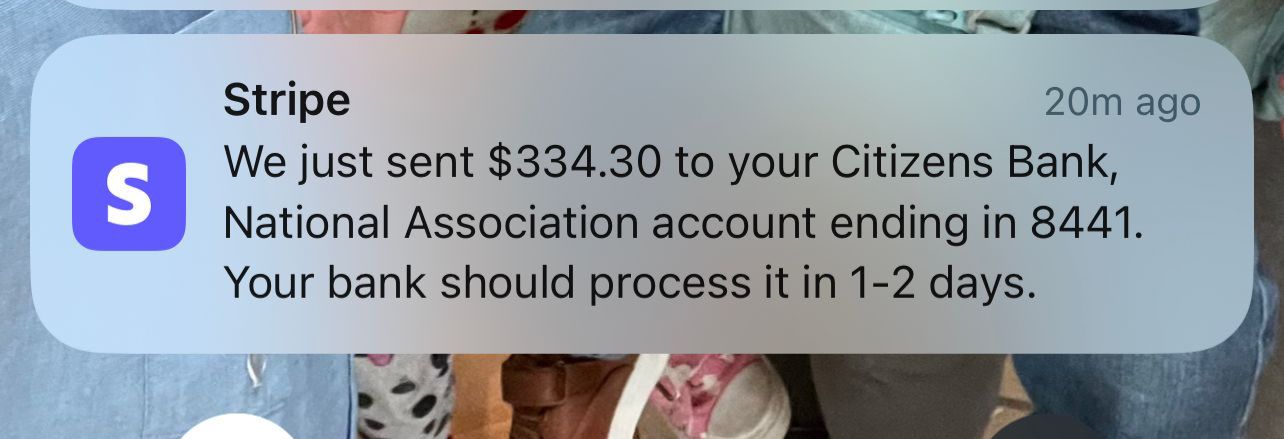 Stripe
20m ago
We just sent $334.30 to your Citizens Bank,
National Association account ending in 8441.
Your bank should process it in 1-2 days.
S